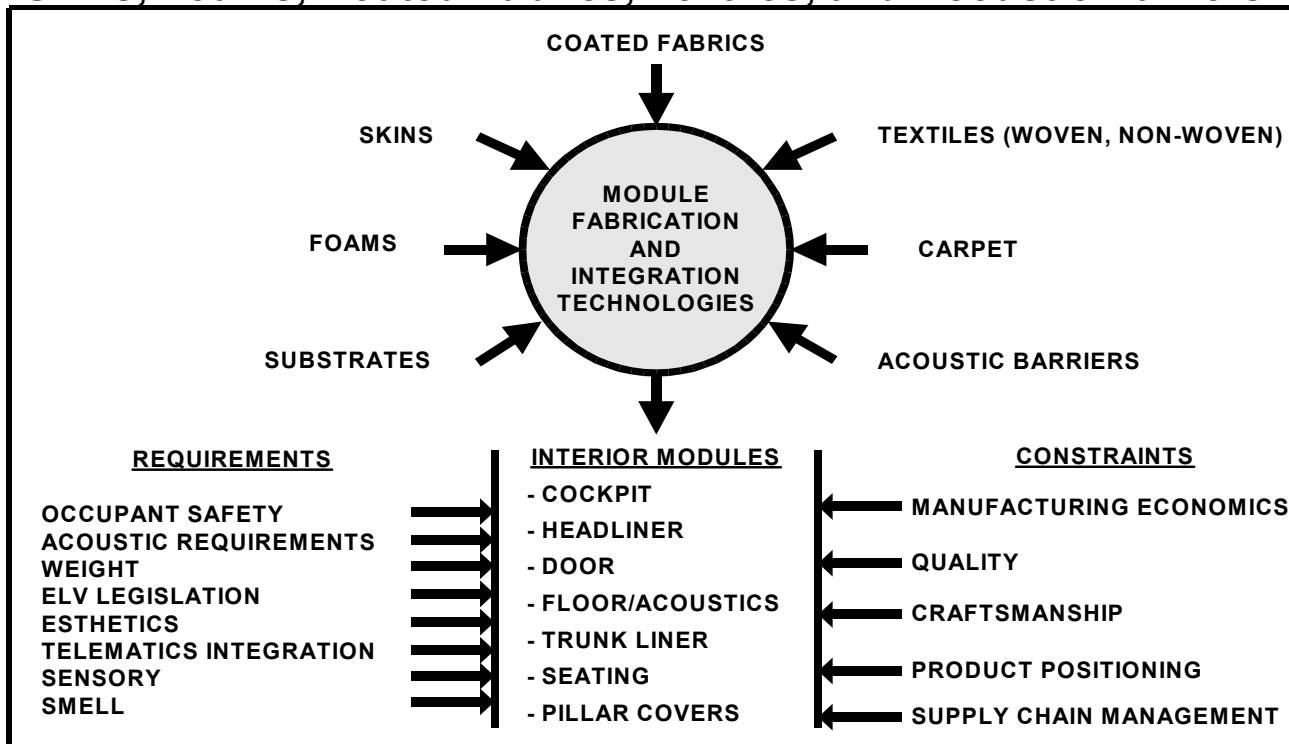 COATED FABRICS
SKINS
TEXTILES (WOVEN, NON-WOVEN)
MODULE
FABRICATION
AND
INTEGRATION
TECHNOLOGIES
FOAMS
CARPET
SUBSTRATES
ACOUSTIC BARRIERS
REQUIREMENTS
OCCUPANT SAFETY
ACOUSTIC REQUIREMENTS
WEIGHT
ELV LEGISLATION
ESTHETICS
TELEMATICS INTEGRATION
SENSORY
SMELL
INTERIOR MODULES
- COCKPIT
- HEADLINER
- DOOR
- FLOOR/ACOUSTICS
- TRUNK LINER
- SEATING
- PILLAR COVERS
CONSTRAINTS
MANUFACTURING ECONOMICS
QUALITY
CRAFTSMANSHIP
PRODUCT POSITIONING
SUPPLY CHAIN MANAGEMENT